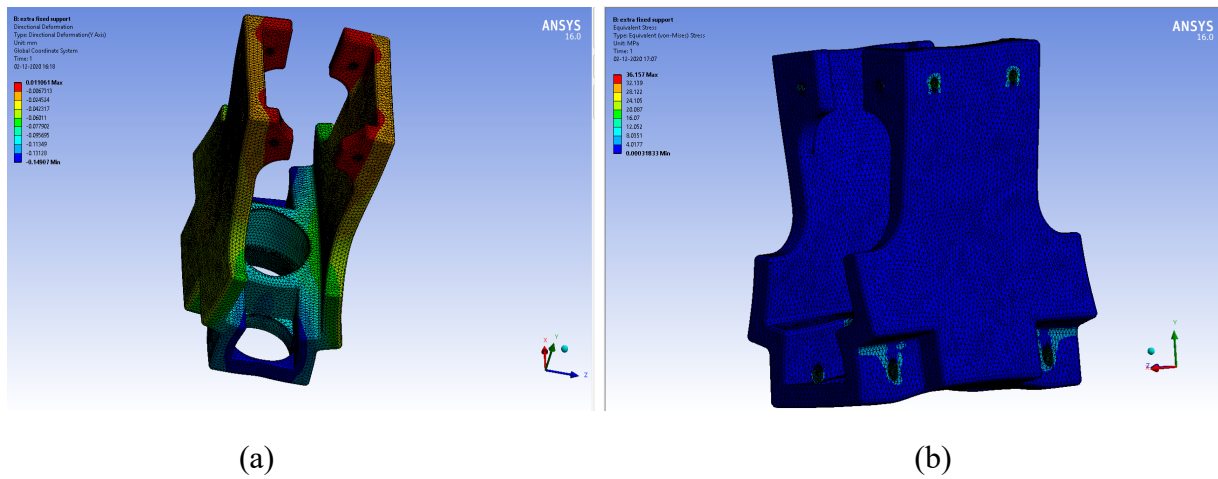 B: extra fixed support
Directional Deformation
Type: Directional Deformation(Y Axis)
Unit: mm
Global Coordinate System
Time: 1
02-12-2020 16:18
0.011061 Max
-0.0067313
-0.024524
-0.042317
-0.06011
-0.077902
-0.095695
-0.11349
-0.13128
-0.14907 Min
ANSYS
16.0
X
Y
Z
B: extra fixed support
Equivalent Stress
Type: Equivalent (von-Mises) Stress
Unit: MPa
Time: 1
02-12-2020 17:07
36.157 Max
32.139
28.122
24.105
20.087
16.07
12.052
8.0351
4.0177
0.00031833 Min
ANSYS
16.0
Y
(a)
(b)